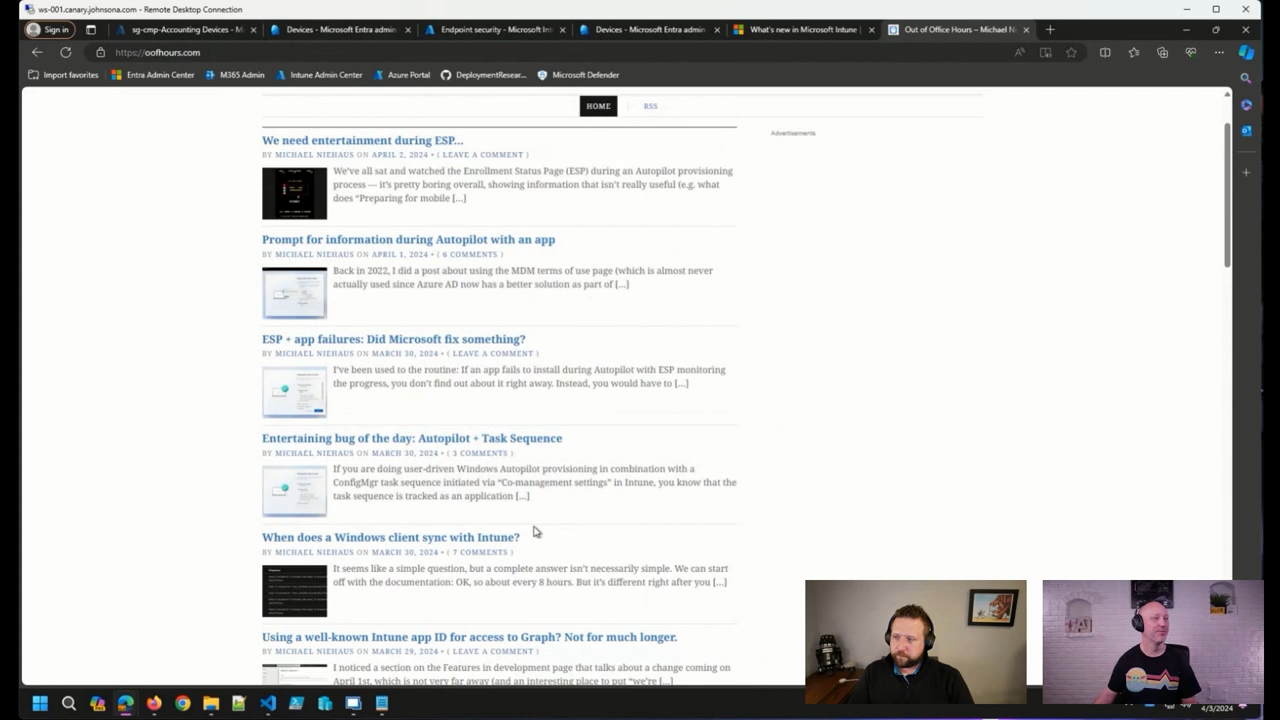 ws-001.canary.johnsona.com - Remote Desktop Connection
Sign in
sg-cmp-Accounting Devices - M
Devices - Microsoft Entra admin
Endpoint security - Microsoft In
Devices - Microsoft Entra admin
What's new in Microsoft Intune |
Out of Office Hours – Michael N
https://oofhours.com
Import favorites
Entra Admin Center
M365 Admin
Intune Admin Center
Azure Portal
DeploymentResear...
Microsoft Defender
HOME
RSS
Advertisements
We need entertainment during ESP...
BY MICHAEL NIEHAUS ON APRIL 2, 2024 • ( LEAVE A COMMENT )
We've all sat and watched the Enrollment Status Page (ESP) during an Autopilot provisioning
process — it's pretty boring overall, showing information that isn't really useful (e.g. what
does "Preparing for mobile [...]
Prompt for information during Autopilot with an app
BY MICHAEL NIEHAUS ON APRIL 1, 2024 • ( 6 COMMENTS )
Back in 2022, I did a post about using the MDM terms of use page (which is almost never
actually used since Azure AD now has a better solution as part of [...]
ESP + app failures: Did Microsoft fix something?
BY MICHAEL NIEHAUS ON MARCH 30, 2024 • ( LEAVE A COMMENT )
I've been used to the routine: If an app fails to install during Autopilot with ESP monitoring
the progress, you don't find out about it right away. Instead, you would have to [...]
Entertaining bug of the day: Autopilot + Task Sequence
BY MICHAEL NIEHAUS ON MARCH 30, 2024 • ( 3 COMMENTS )
If you are doing user-driven Windows Autopilot provisioning in combination with a
ConfigMgr task sequence initiated via "Co-management settings" in Intune, you know that the
task sequence is tracked as an application [...]
When does a Windows client sync with Intune?
BY MICHAEL NIEHAUS ON MARCH 30, 2024 • ( 7 COMMENTS )
It seems like a simple question, but a complete answer isn't necessarily simple. We can start
off with the documentation: OK, so about every 8 hours. But it's different right after you [...]
Using a well-known Intune app ID for access to Graph? Not for much longer.
BY MICHAEL NIEHAUS ON MARCH 29, 2024 • ( LEAVE A COMMENT )
I noticed a section on the Features in development page that talks about a change coming on
April 1st, which is not very far away (and an interesting place to put "we're [...]
4/3/2024